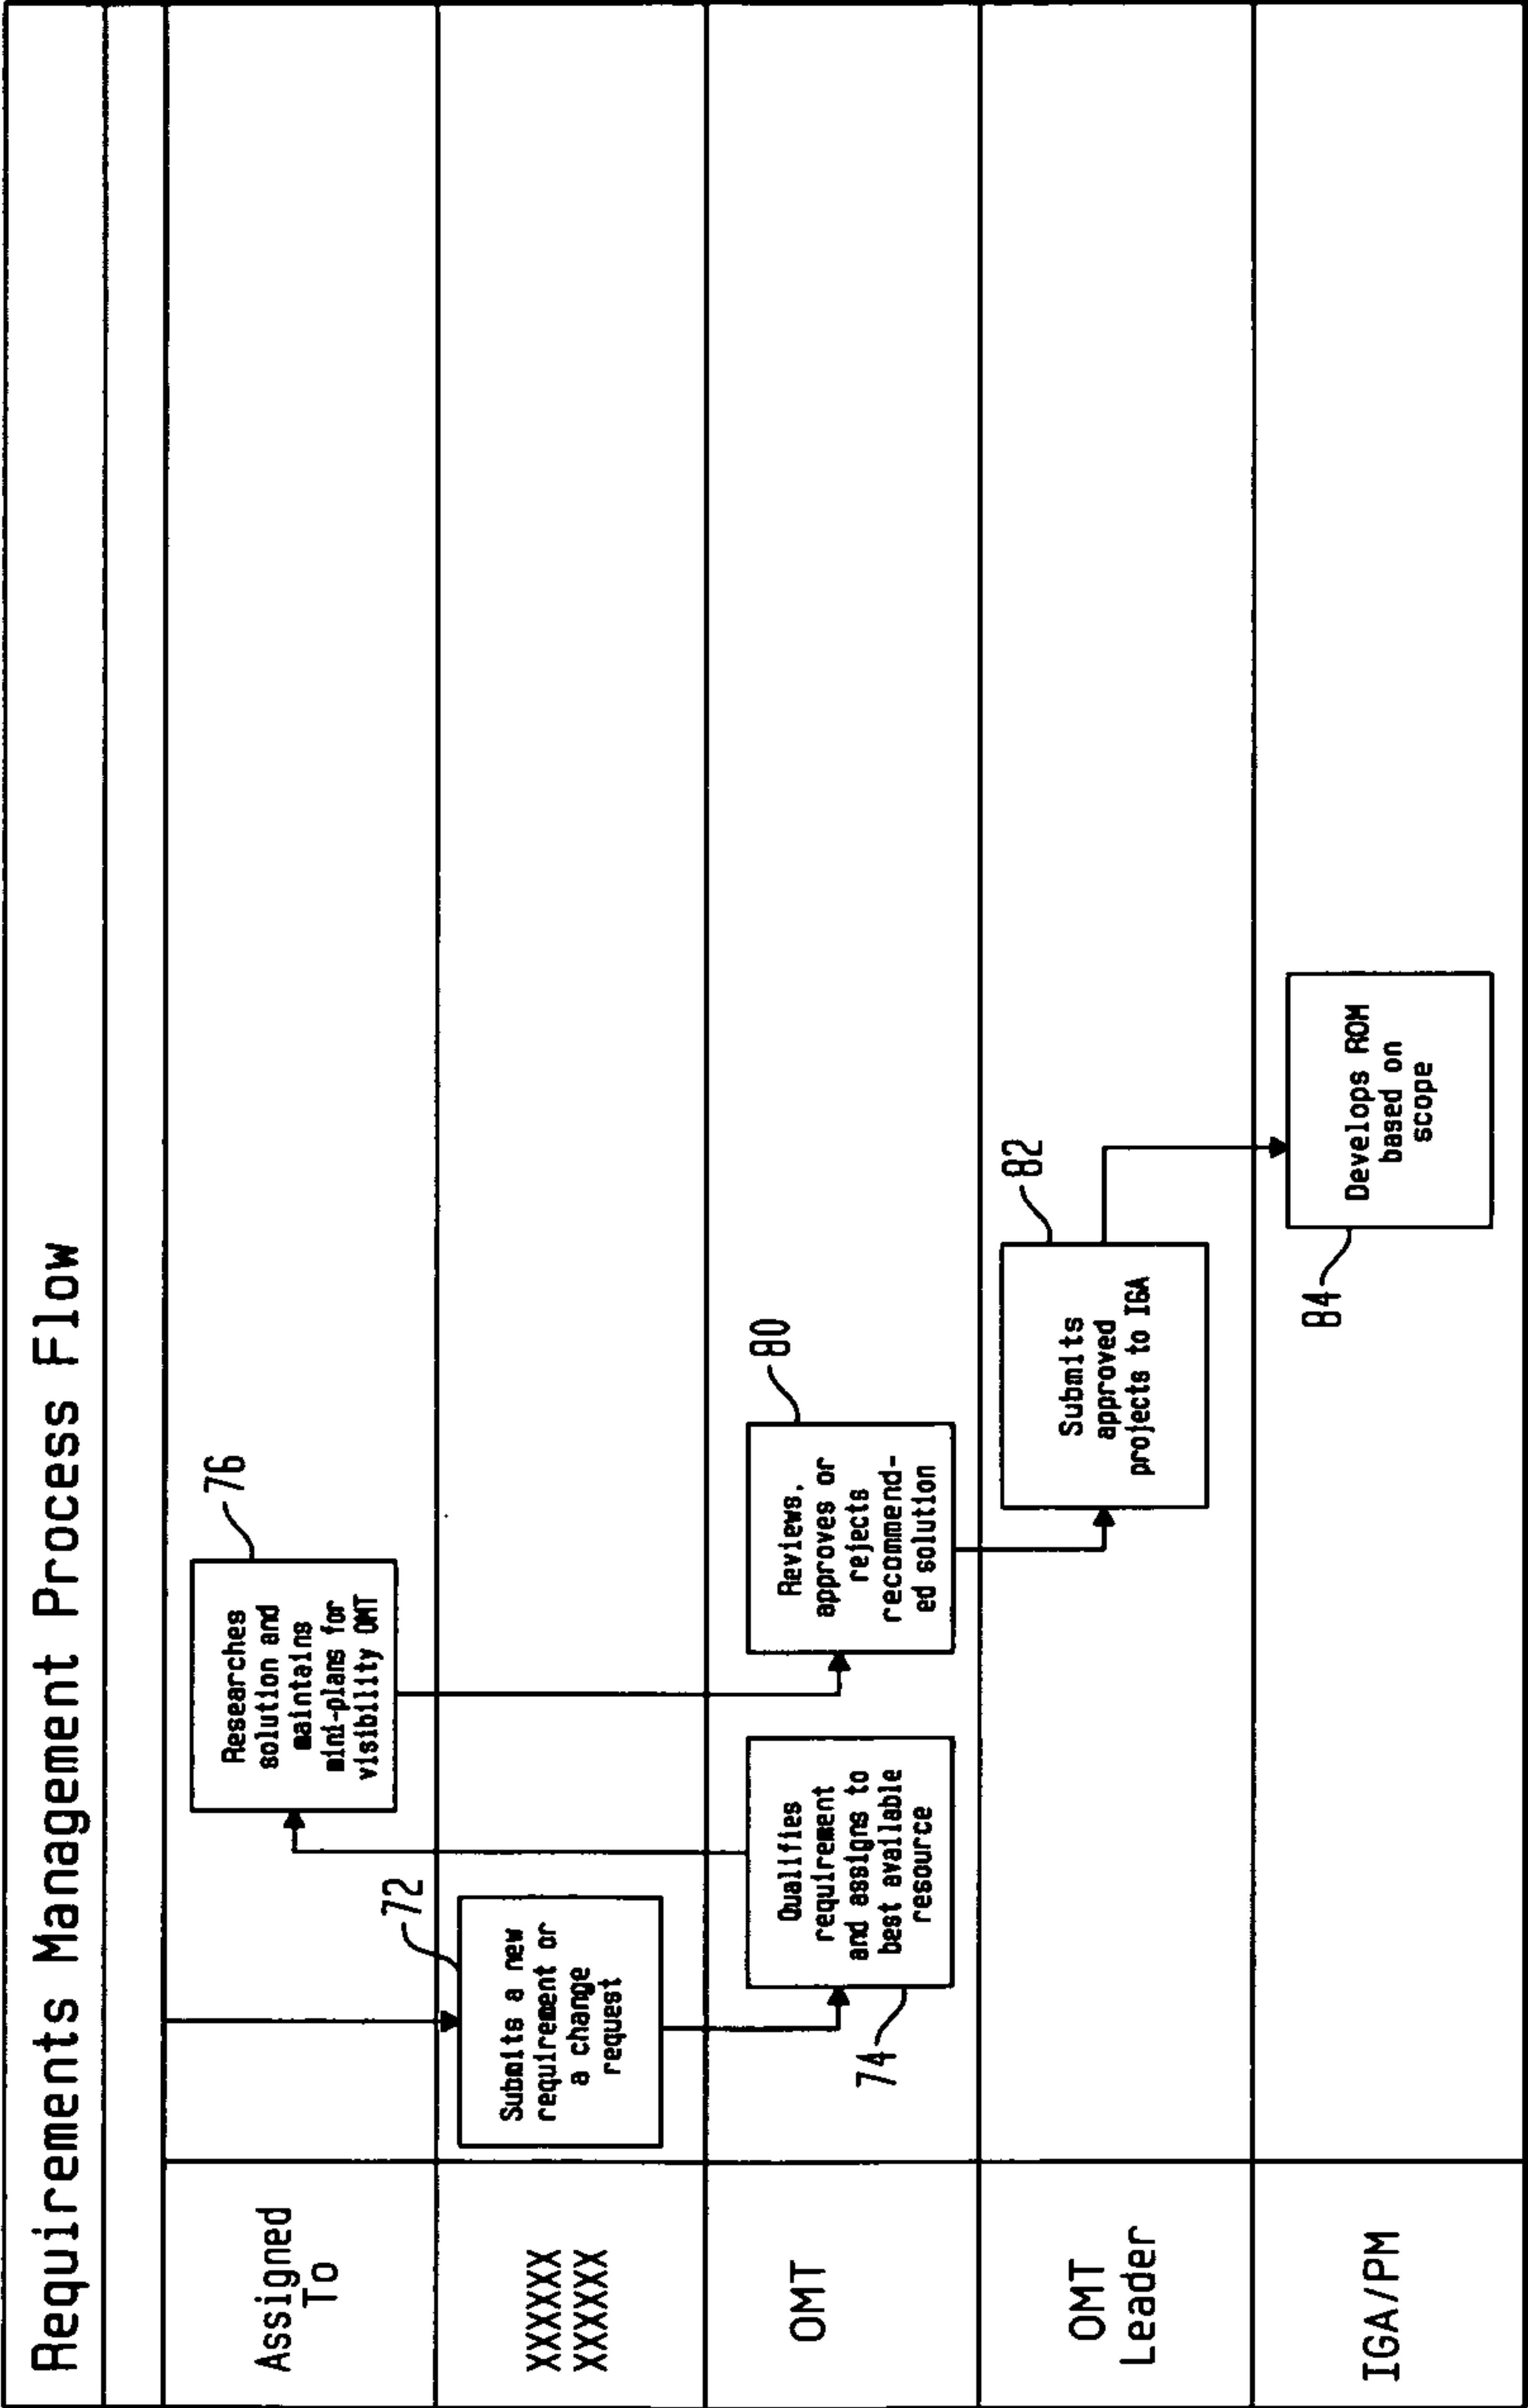 Requirements Management Process Flow
Assigned
To
76
Researches
solution and
maintains
mini-plans for
visibility OMT
XXXXXX
XXXXXX
72
Submits a new
requirement or
a change
request
OMT
74
Qualifies
requirement
and assigns to
best available
resource
80
Reviews,
approves or
rejects
recommend-
ed solution
OMT
Leader
82
Submits
approved
projects to IGA
IGA/PM
84
Develops ROM
based on
scope